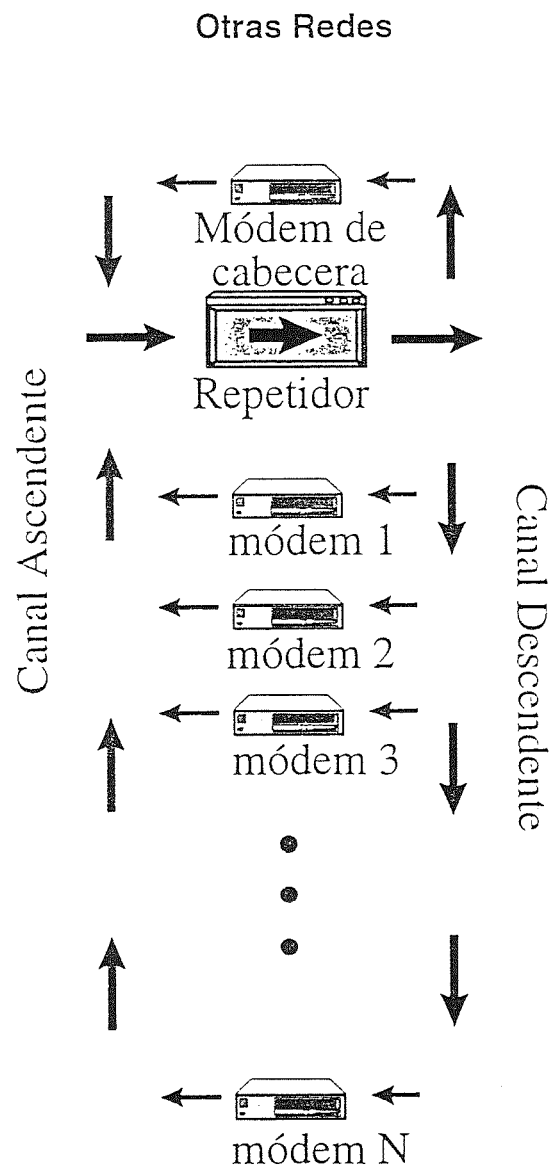 Otras Redes
Módem de
cabecera
Repetidor
Canal Ascendente
módem 1
módem 2
módem 3
módem N
Canal Descendente